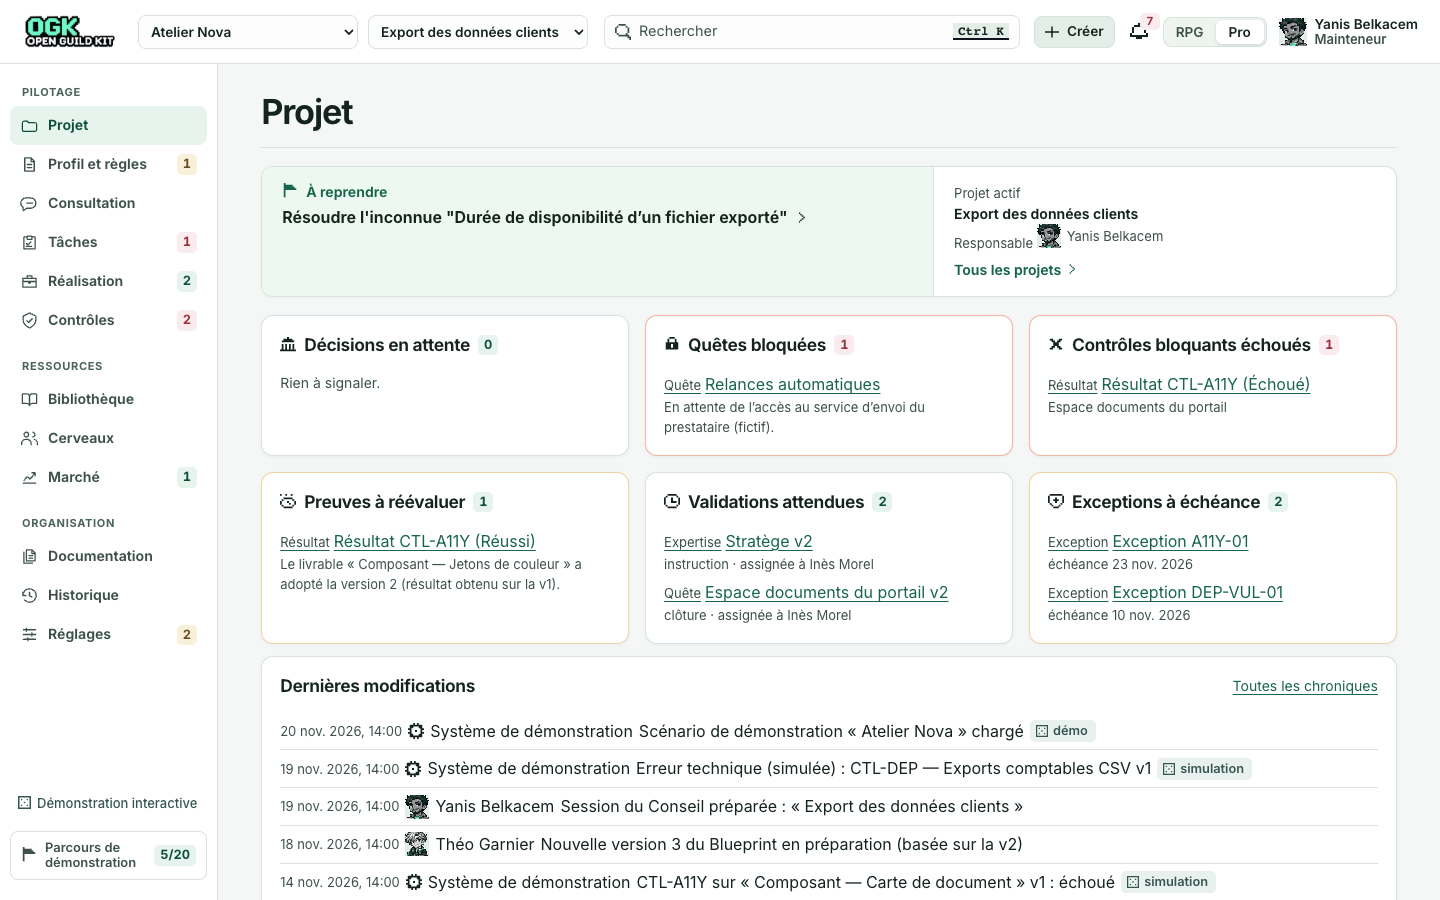 OGK
OPEN GUILD KIT
Atelier Nova
Export des données clients
Rechercher
Ctrl K
Créer
7
RPG
Pro
Yanis Belkacem
Mainteneur
PILOTAGE
Projet
Profil et règles 1
Consultation
Tâches 1
Réalisation 2
Contrôles 2
RESSOURCES
Bibliothèque
Cerveaux
Marché 1
ORGANISATION
Documentation
Historique
Réglages 2
Démonstration interactive
Parcours de
démonstration
5/20
Projet
À reprendre
Résoudre l'inconnue "Durée de disponibilité d’un fichier exporté"
Projet actif
Export des données clients
Responsable Yanis Belkacem
Tous les projets
Décisions en attente 0
Rien à signaler.
Quêtes bloquées 1
Quête Relances automatiques
En attente de l’accès au service d’envoi du
prestataire (fictif).
Contrôles bloquants échoués 1
Résultat Résultat CTL-A11Y (Échoué)
Espace documents du portail
Preuves à réévaluer 1
Résultat Résultat CTL-A11Y (Réussi)
Le livrable « Composant — Jetons de couleur » a
adopté la version 2 (résultat obtenu sur la v1).
Validations attendues 2
Expertise Stratège v2
instruction · assignée à Inès Morel
Quête Espace documents du portail v2
clôture · assignée à Inès Morel
Exceptions à échéance 2
Exception Exception A11Y-01
échéance 23 nov. 2026
Exception Exception DEP-VUL-01
échéance 10 nov. 2026
Dernières modifications
Toutes les chroniques
20 nov. 2026, 14:00 Système de démonstration Scénario de démonstration « Atelier Nova » chargé démo
19 nov. 2026, 14:00 Système de démonstration Erreur technique (simulée) : CTL-DEP — Exports comptables CSV v1 simulation
19 nov. 2026, 14:00 Yanis Belkacem Session du Conseil préparée : « Export des données clients »
18 nov. 2026, 14:00 Théo Garnier Nouvelle version 3 du Blueprint en préparation (basée sur la v2)
14 nov. 2026, 14:00 Système de démonstration CTL-A11Y sur « Composant — Carte de document » v1 : échoué simulation